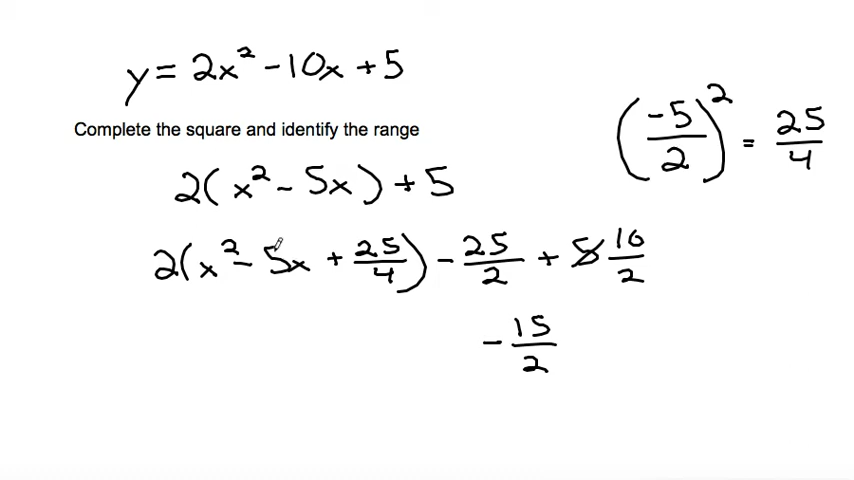 y = 2x² - 10x + 5
Complete the square and identify the range
(-5/2)² = 25/4
2(x² - 5x) + 5
2(x² - 5x + 25/4) - 25/2 + 5 10/2
- 15/2